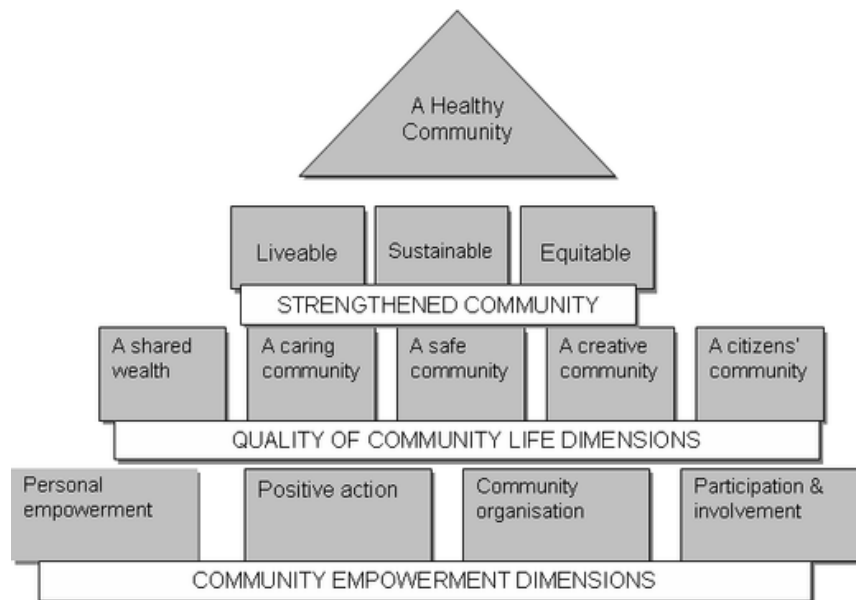 A Healthy
Community
Liveable
Sustainable
Equitable
STRENGTHENED COMMUNITY
A shared
wealth
A caring
community
A safe
community
A creative
community
A citizens'
community
QUALITY OF COMMUNITY LIFE DIMENSIONS
Personal
empowerment
Positive action
Community
organisation
Participation &
involvement
COMMUNITY EMPOWERMENT DIMENSIONS